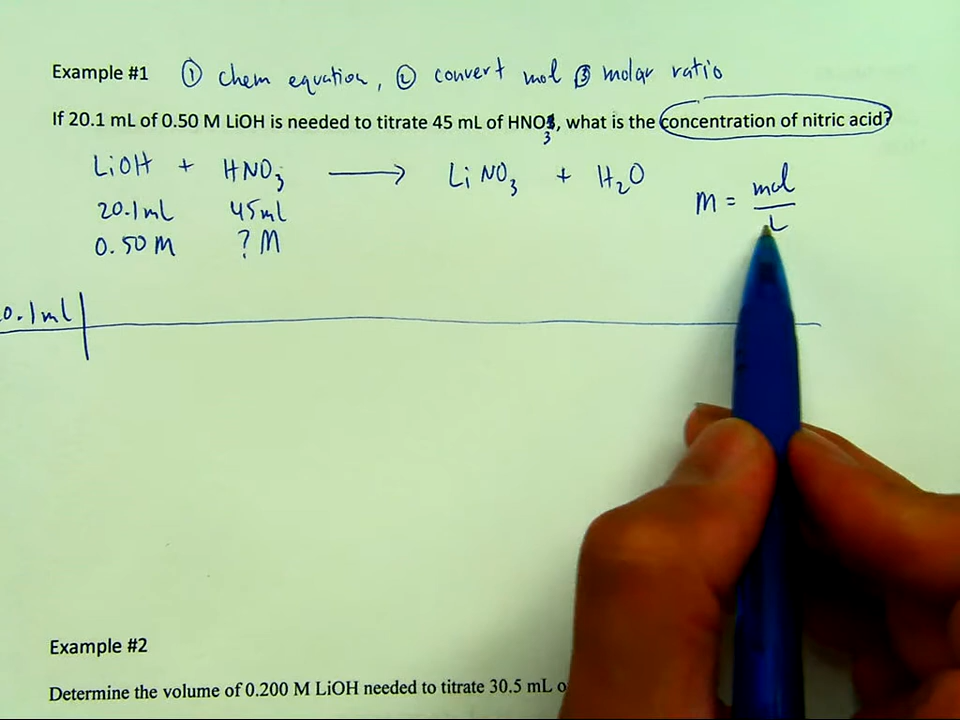 Example #1 ① chem equation, ② convert mol ③ molar ratio
If 20.1 mL of 0.50 M LiOH is needed to titrate 45 mL of HNO3, what is the concentration of nitric acid?
LiOH + HNO3 ⟶ LiNO3 + H2O
M = mol / L
20.1ml 45ml
0.50 M ? M
0.1ml
Example #2
Determine the volume of 0.200 M LiOH needed to titrate 30.5 mL o